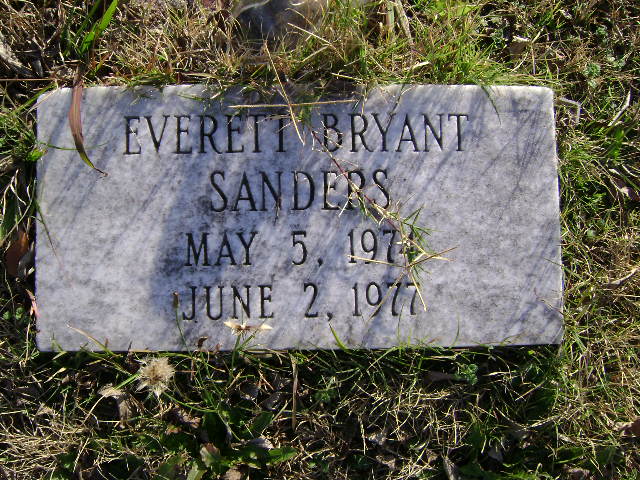 EVERETT BRYANT
SANDERS
MAY 5,
JUNE 2, 1977